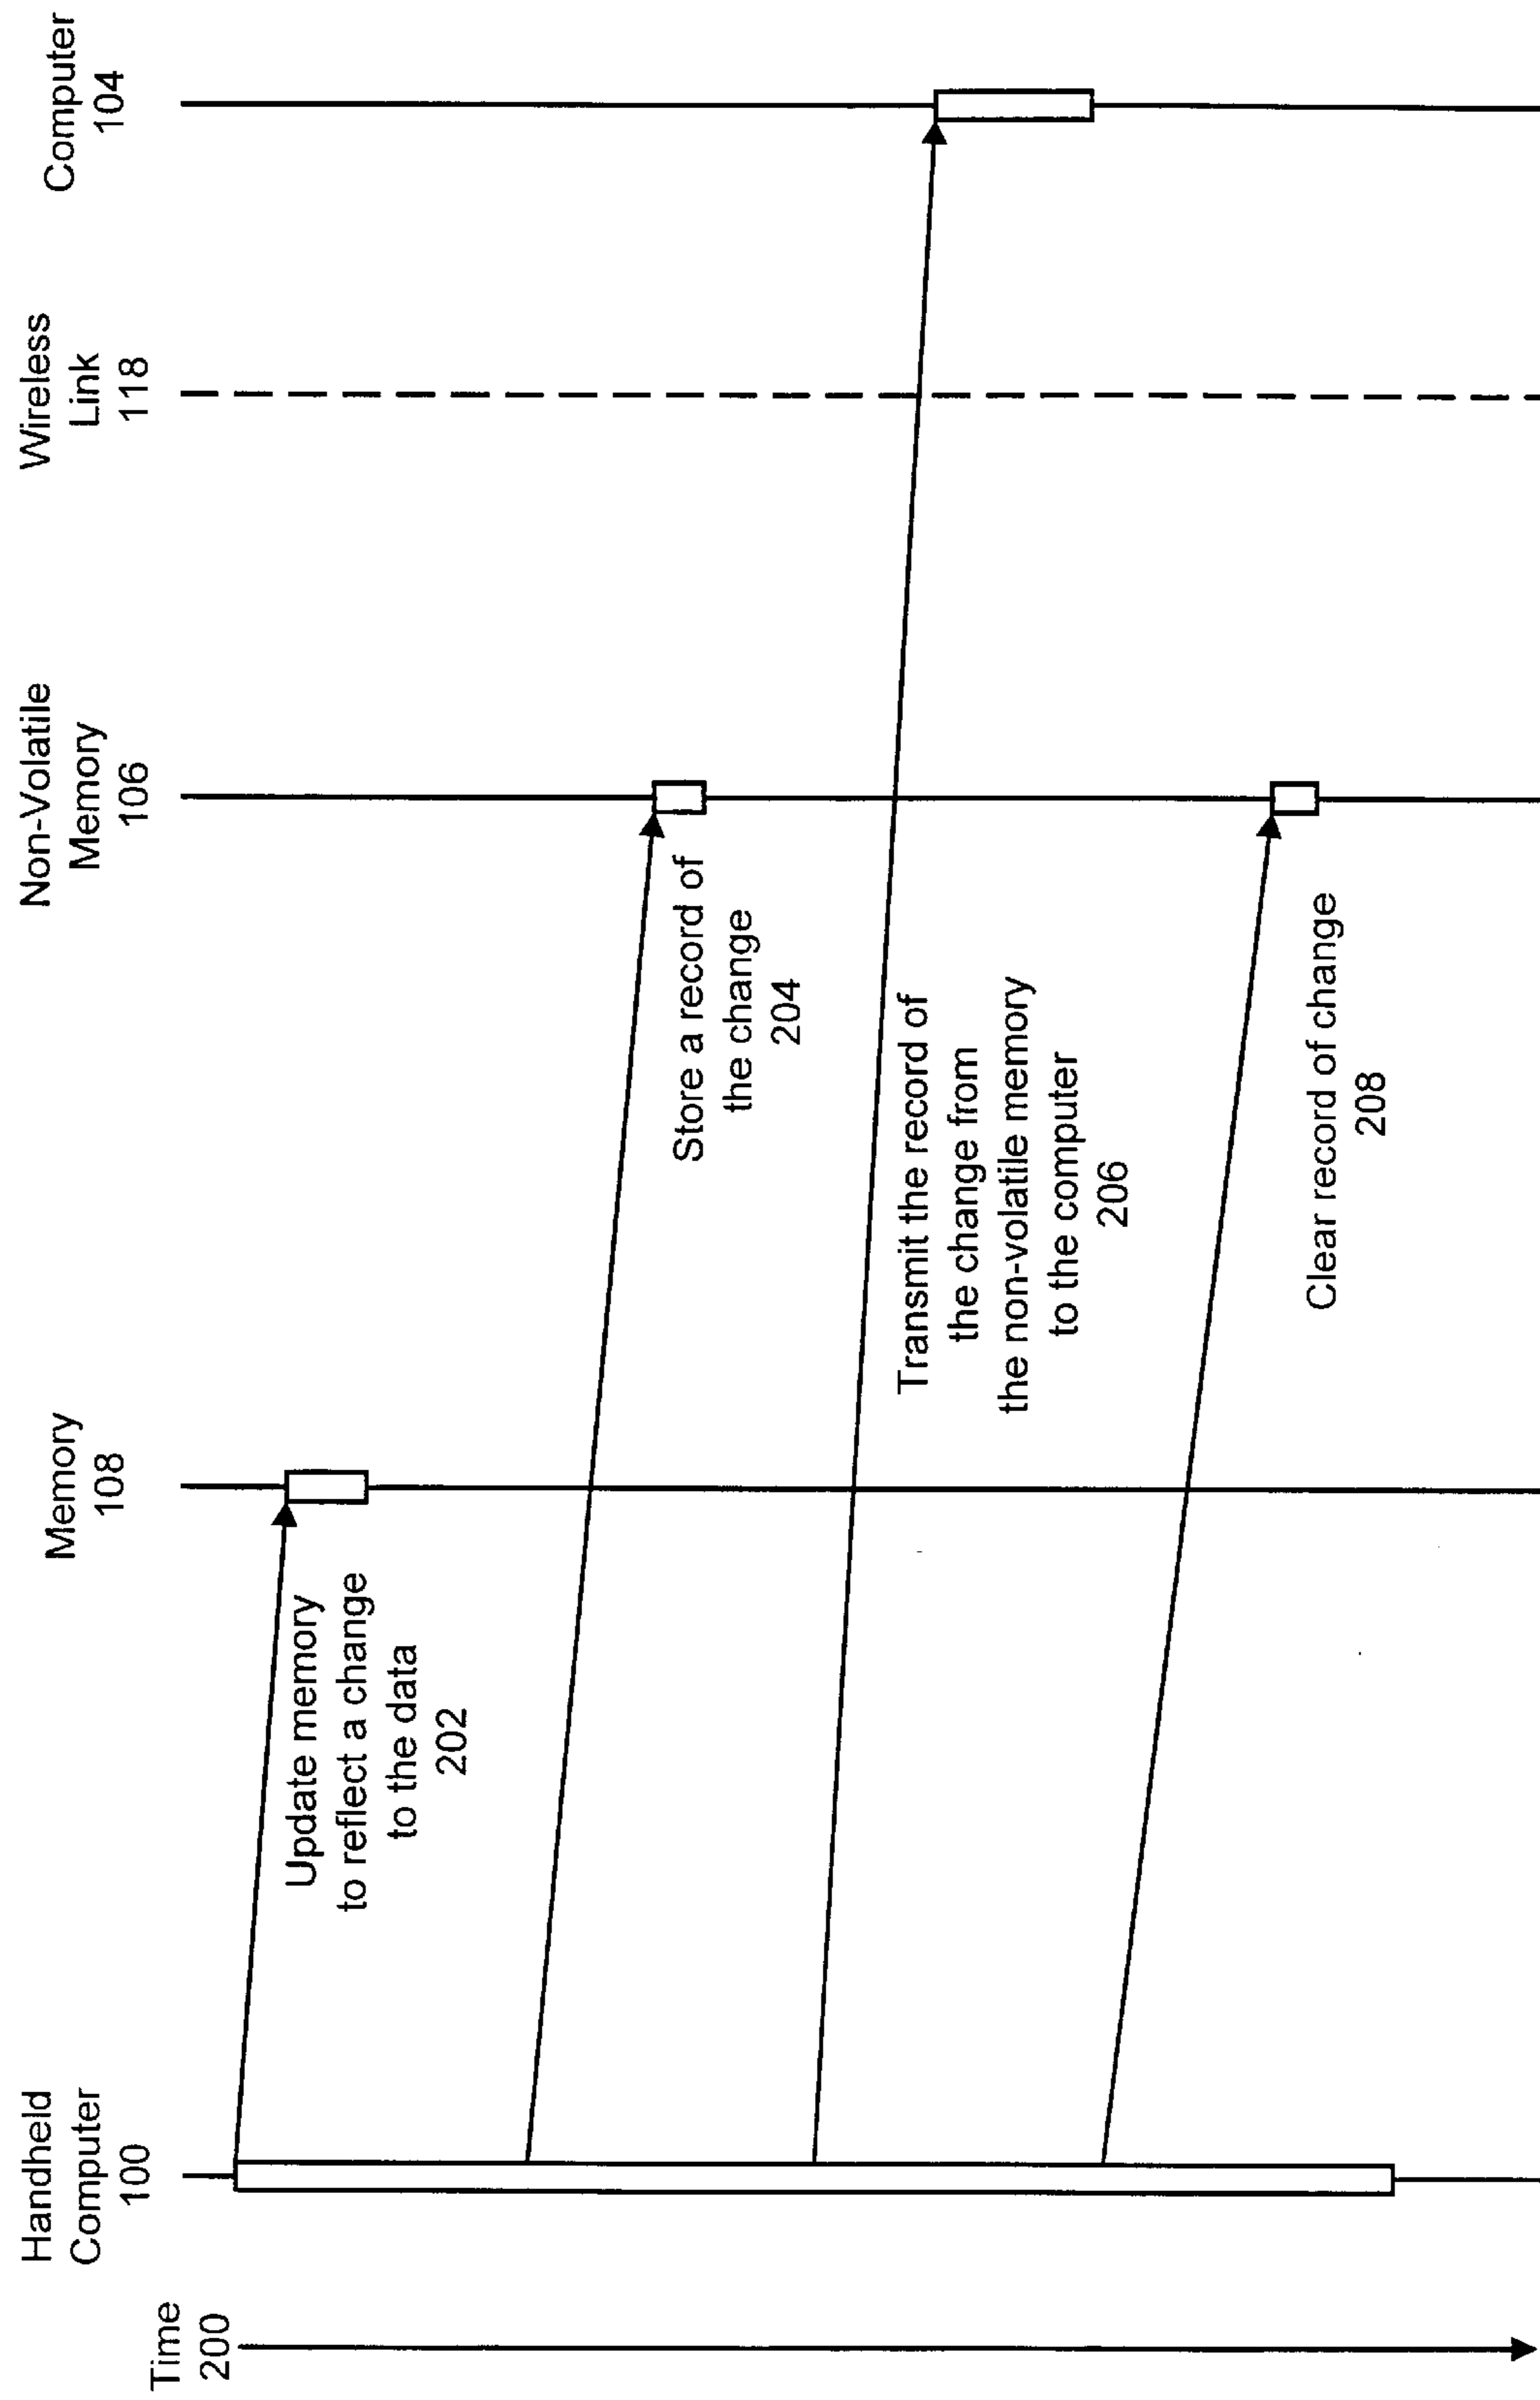 Time
200
Handheld
Computer
100
Memory
108
Non-Volatile
Memory
106
Wireless
Link
118
Computer
104
Update memory
to reflect a change
to the data
202
Store a record of
the change
204
Transmit the record of
the change from
the non-volatile memory
to the computer
206
Clear record of change
208